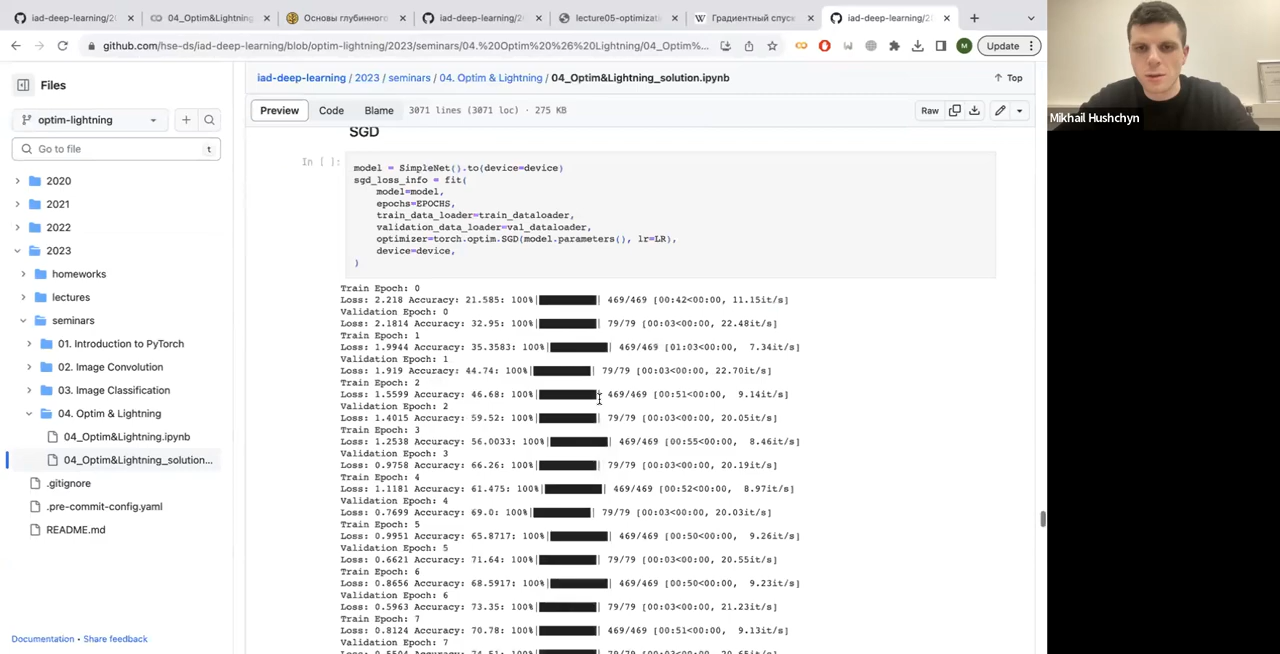 iad-deep-learning/20
04_Optim&Lightning
Основы глубинного
iad-deep-learning/2
lecture05-optimizati
Градиентный спуск
iad-deep-learning/2
github.com/hse-ds/iad-deep-learning/blob/optim-lightning/2023/seminars/04.%20Optim%20%26%20Lightning/04_Optim%...
M
Update
Files
iad-deep-learning / 2023 / seminars / 04. Optim & Lightning / 04_Optim&Lightning_solution.ipynb
Top
Preview
Code
Blame
3071 lines (3071 loc) · 275 KB
Raw
optim-lightning
Go to file
t
2020
2021
2022
2023
homeworks
lectures
seminars
01. Introduction to PyTorch
02. Image Convolution
03. Image Classification
04. Optim & Lightning
04_Optim&Lightning.ipynb
04_Optim&Lightning_solution...
.gitignore
.pre-commit-config.yaml
README.md
Documentation • Share feedback
SGD
In [ ]:
model = SimpleNet().to(device=device)
sgd_loss_info = fit(
model=model,
epochs=EPOCHS,
train_data_loader=train_dataloader,
validation_data_loader=val_dataloader,
optimizer=torch.optim.SGD(model.parameters(), lr=LR),
device=device,
)
Train Epoch: 0
Loss: 2.218 Accuracy: 21.585: 100%|██████████| 469/469 [00:42<00:00, 11.15it/s]
Validation Epoch: 0
Loss: 2.1814 Accuracy: 32.95: 100%|██████████| 79/79 [00:03<00:00, 22.48it/s]
Train Epoch: 1
Loss: 1.9944 Accuracy: 35.3583: 100%|██████████| 469/469 [01:03<00:00, 7.34it/s]
Validation Epoch: 1
Loss: 1.919 Accuracy: 44.74: 100%|██████████| 79/79 [00:03<00:00, 22.70it/s]
Train Epoch: 2
Loss: 1.5599 Accuracy: 46.68: 100%|██████████| 469/469 [00:51<00:00, 9.14it/s]
Validation Epoch: 2
Loss: 1.4015 Accuracy: 59.52: 100%|██████████| 79/79 [00:03<00:00, 20.05it/s]
Train Epoch: 3
Loss: 1.2538 Accuracy: 56.0033: 100%|██████████| 469/469 [00:55<00:00, 8.46it/s]
Validation Epoch: 3
Loss: 0.9758 Accuracy: 66.26: 100%|██████████| 79/79 [00:03<00:00, 20.19it/s]
Train Epoch: 4
Loss: 1.1181 Accuracy: 61.475: 100%|██████████| 469/469 [00:52<00:00, 8.97it/s]
Validation Epoch: 4
Loss: 0.7699 Accuracy: 69.0: 100%|██████████| 79/79 [00:03<00:00, 20.03it/s]
Train Epoch: 5
Loss: 0.9951 Accuracy: 65.8717: 100%|██████████| 469/469 [00:50<00:00, 9.26it/s]
Validation Epoch: 5
Loss: 0.6621 Accuracy: 71.64: 100%|██████████| 79/79 [00:03<00:00, 20.55it/s]
Train Epoch: 6
Loss: 0.8656 Accuracy: 68.5917: 100%|██████████| 469/469 [00:50<00:00, 9.23it/s]
Validation Epoch: 6
Loss: 0.5963 Accuracy: 73.35: 100%|██████████| 79/79 [00:03<00:00, 21.23it/s]
Train Epoch: 7
Loss: 0.8124 Accuracy: 70.78: 100%|██████████| 469/469 [00:51<00:00, 9.13it/s]
Validation Epoch: 7
Mikhail Hushchyn